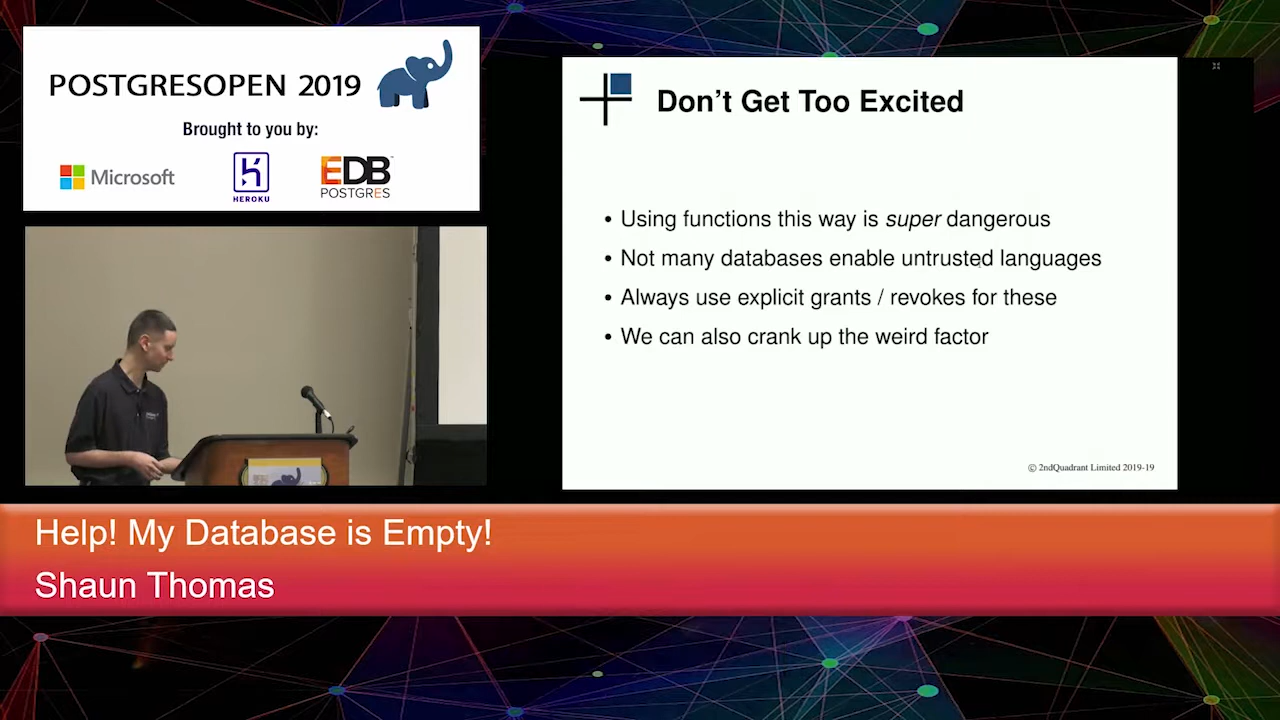 POSTGRESOPEN 2019
Brought to you by:
Microsoft
HEROKU
EDB
POSTGRES
Don't Get Too Excited
• Using functions this way is super dangerous
• Not many databases enable untrusted languages
• Always use explicit grants / revokes for these
• We can also crank up the weird factor
© 2ndQuadrant Limited 2019-19
Help! My Database is Empty!
Shaun Thomas